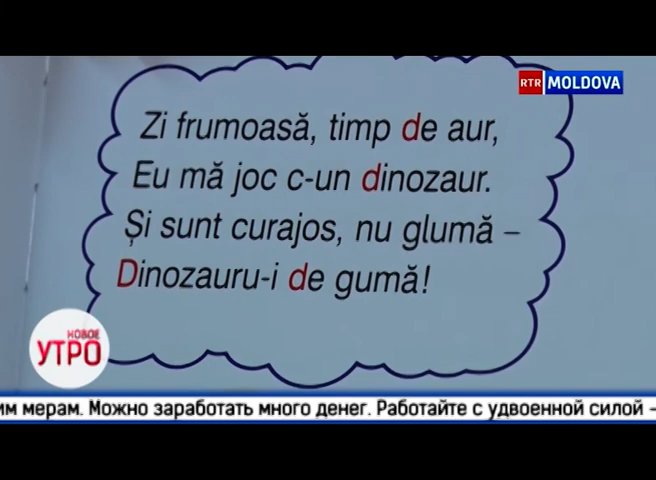 RTR MOLDOVA
Zi frumoasă, timp de aur,
Eu mă joc c-un dinozaur.
Și sunt curajos, nu glumă –
Dinozauru-i de gumă!
НОВОЕ
УТРО
им мерам. Можно заработать много денег. Работайте с удвоенной силой –